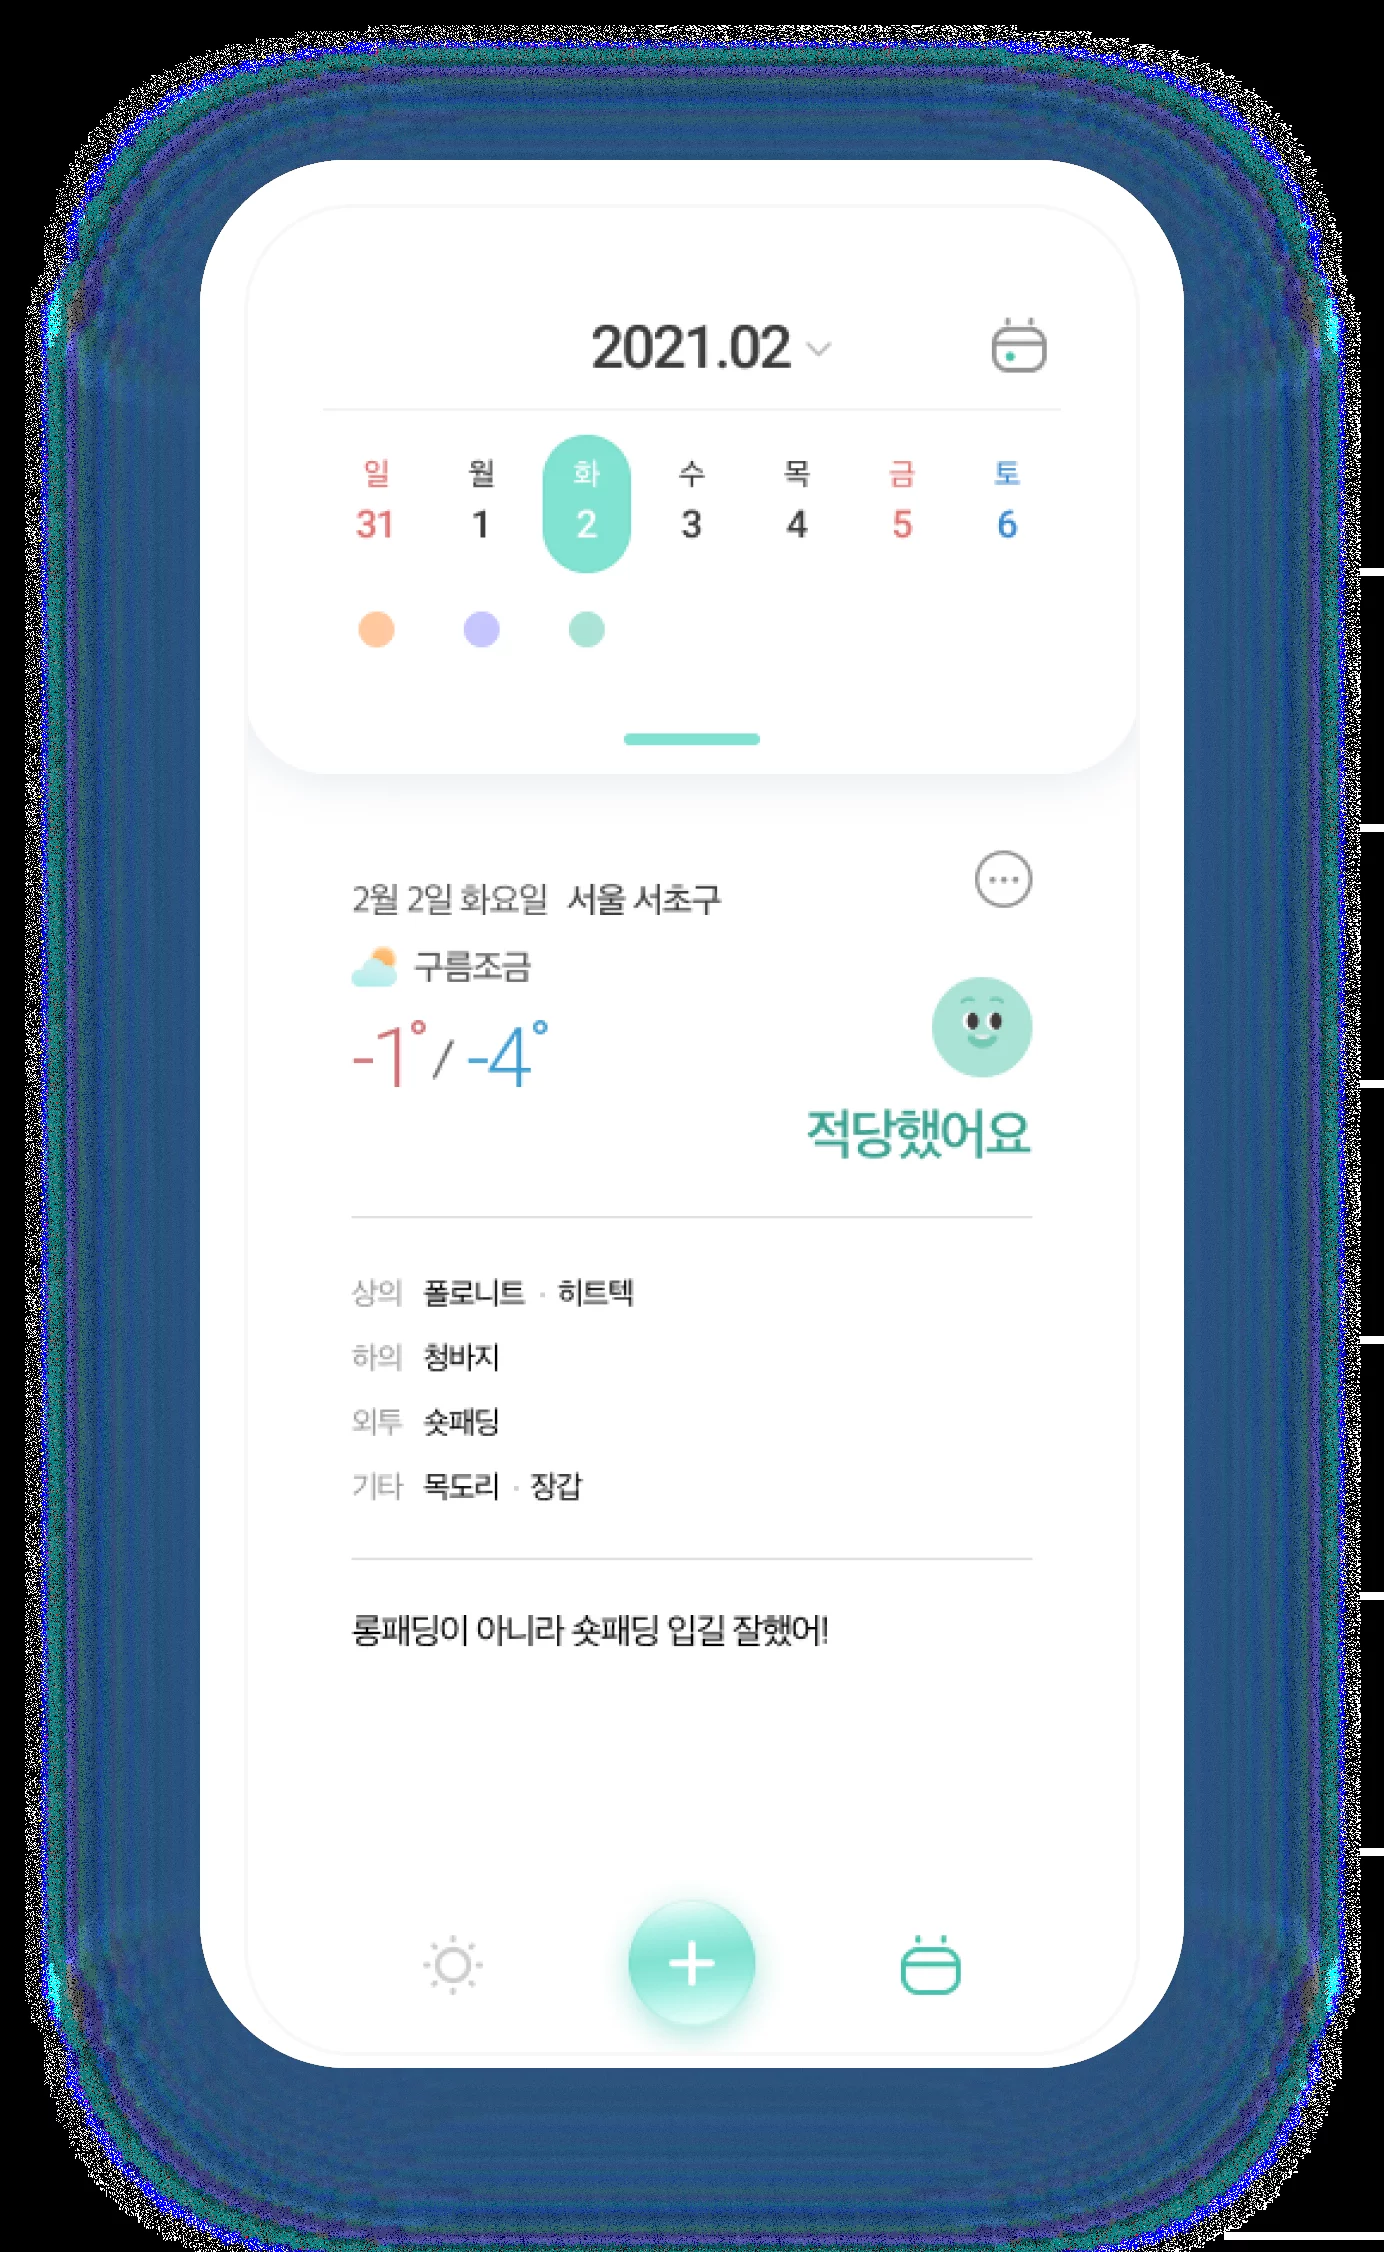 2021.02
일 월 화 수 목 금 토
31 1 2 3 4 5 6
2월 2일 화요일 서울 서초구
구름조금
-1° / -4°
적당했어요
상의 폴로니트 · 히트텍
하의 청바지
외투 숏패딩
기타 목도리 · 장갑
롱패딩이 아니라 숏패딩 입길 잘했어!